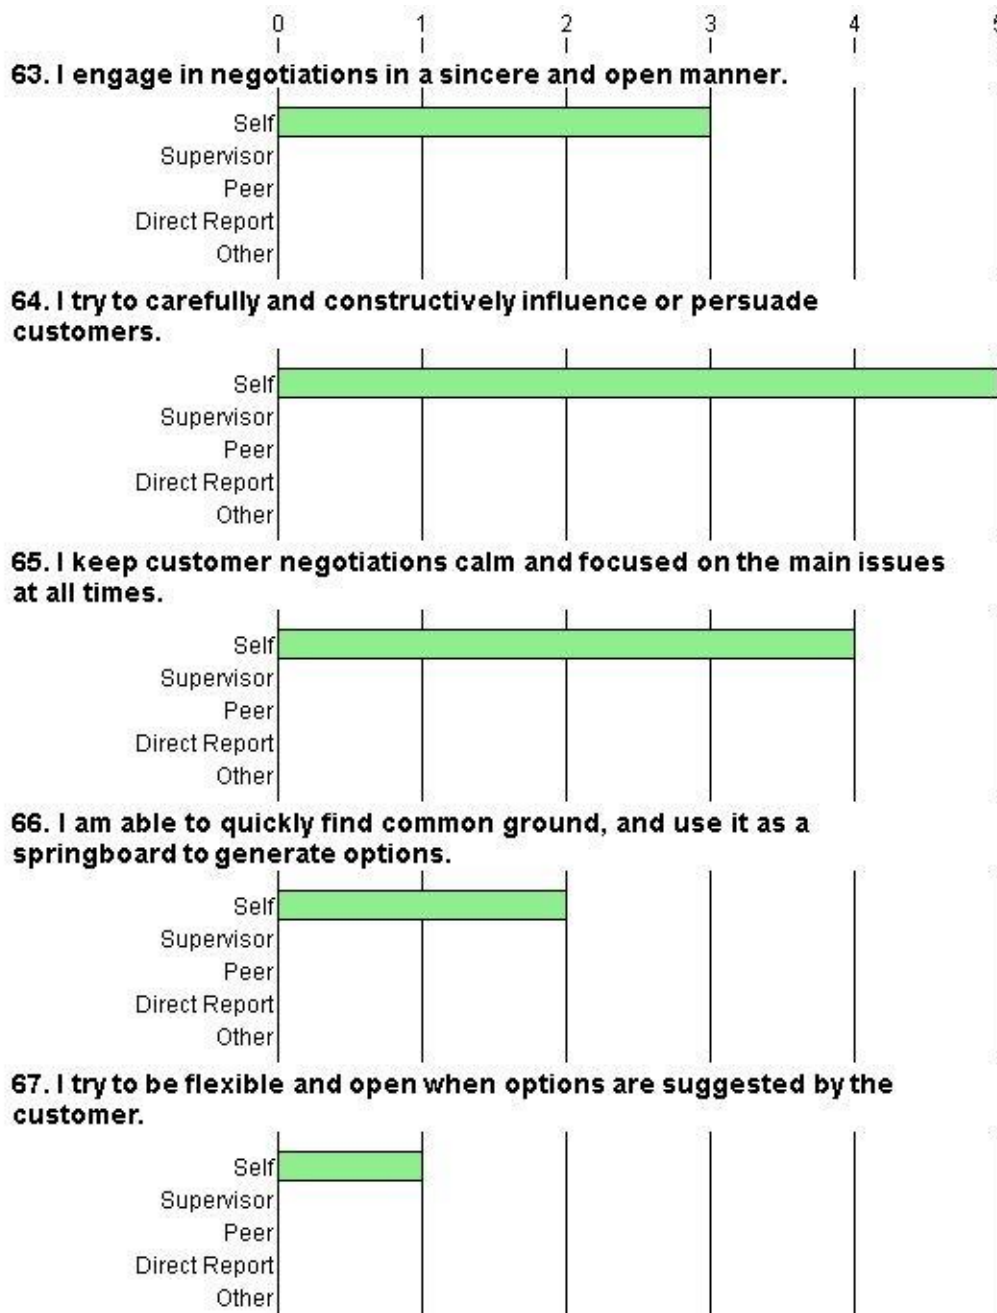 0 1 2 3 4 5
63. I engage in negotiations in a sincere and open manner.
Self
Supervisor
Peer
Direct Report
Other
64. I try to carefully and constructively influence or persuade
customers.
Self
Supervisor
Peer
Direct Report
Other
65. I keep customer negotiations calm and focused on the main issues
at all times.
Self
Supervisor
Peer
Direct Report
Other
66. I am able to quickly find common ground, and use it as a
springboard to generate options.
Self
Supervisor
Peer
Direct Report
Other
67. I try to be flexible and open when options are suggested by the
customer.
Self
Supervisor
Peer
Direct Report
Other